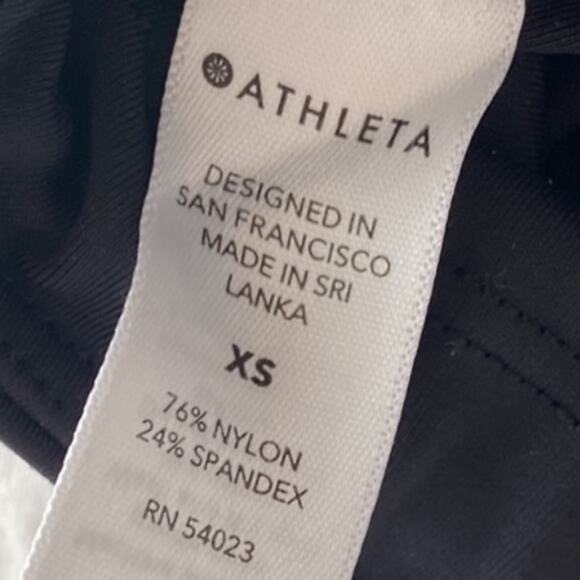 ATHLETA
DESIGNED IN
SAN FRANCISCO
MADE IN SRI
LANKA
XS
76% NYLON
24% SPANDEX
RN 54023